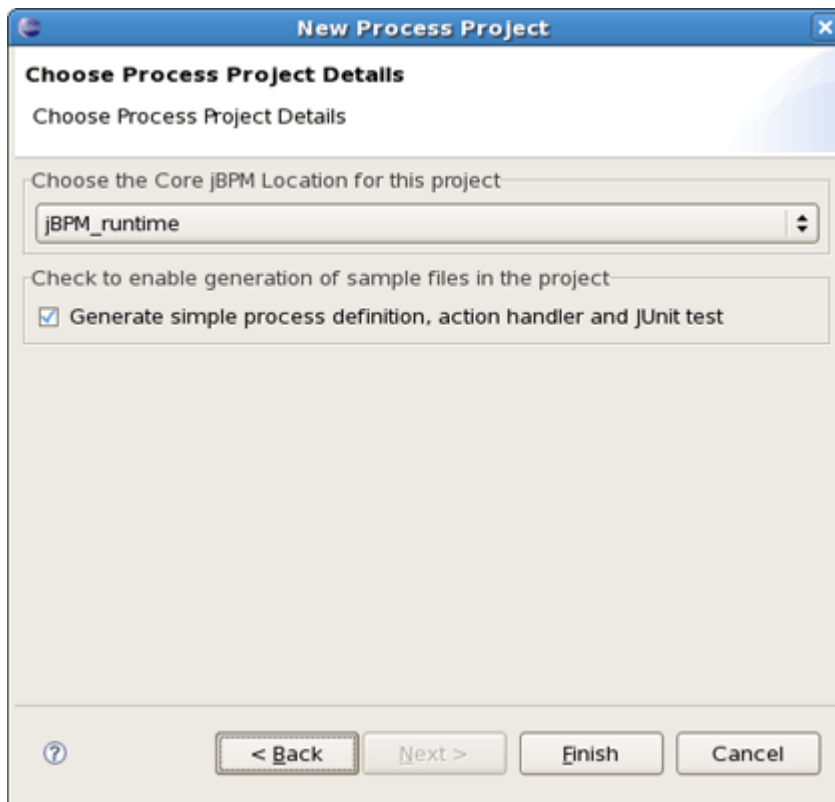 New Process Project
Choose Process Project Details
Choose Process Project Details
Choose the Core jBPM Location for this project
jBPM_runtime
Check to enable generation of sample files in the project
Generate simple process definition, action handler and JUnit test
?
< Back
Next >
Finish
Cancel